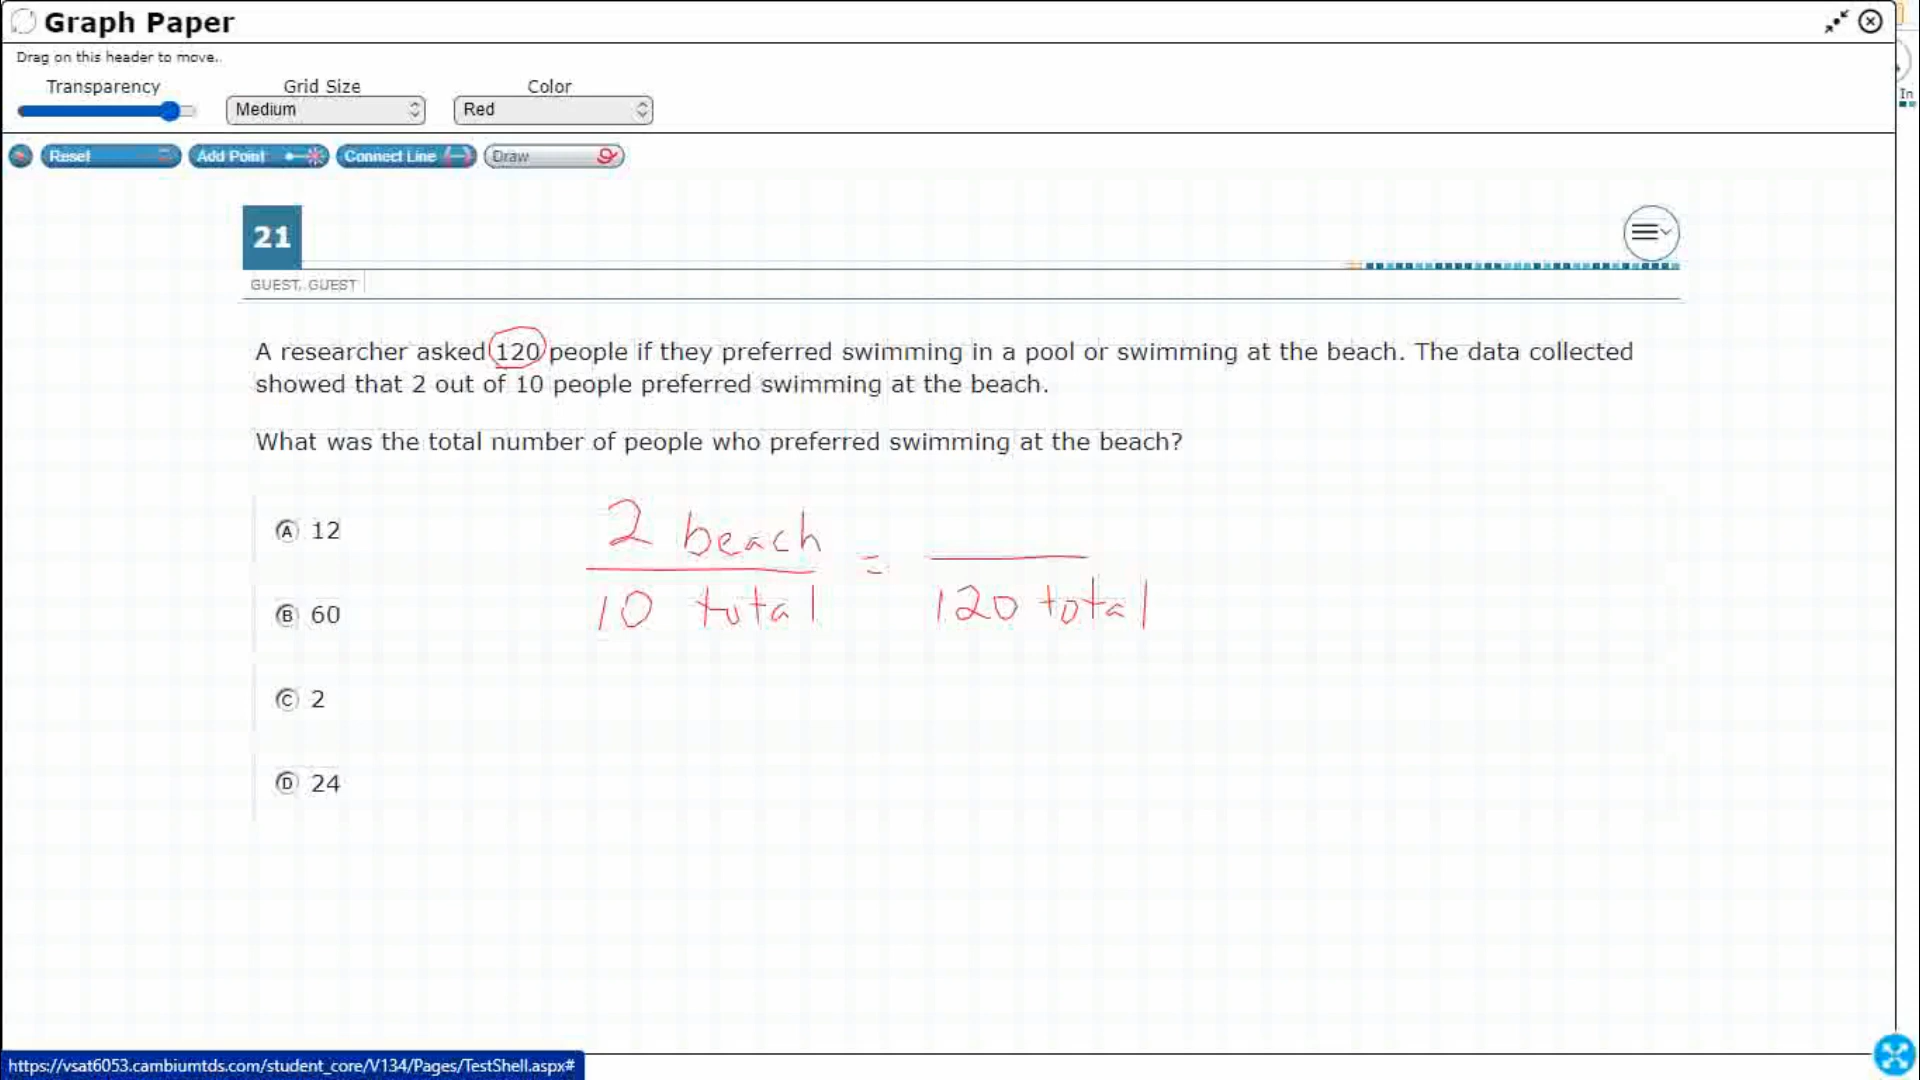 Graph Paper
Drag on this header to move..
Transparency
Grid Size
Color
Medium
Red
Reset
Add Point
Connect Line
Draw
In
21
GUEST, GUEST
A researcher asked 120 people if they preferred swimming in a pool or swimming at the beach. The data collected
showed that 2 out of 10 people preferred swimming at the beach.
What was the total number of people who preferred swimming at the beach?
A 12
B 60
C 2
D 24
2 beach
=
10 total
120 total
https://vsat6053.cambiumtds.com/student_core/V134/Pages/TestShell.aspx#